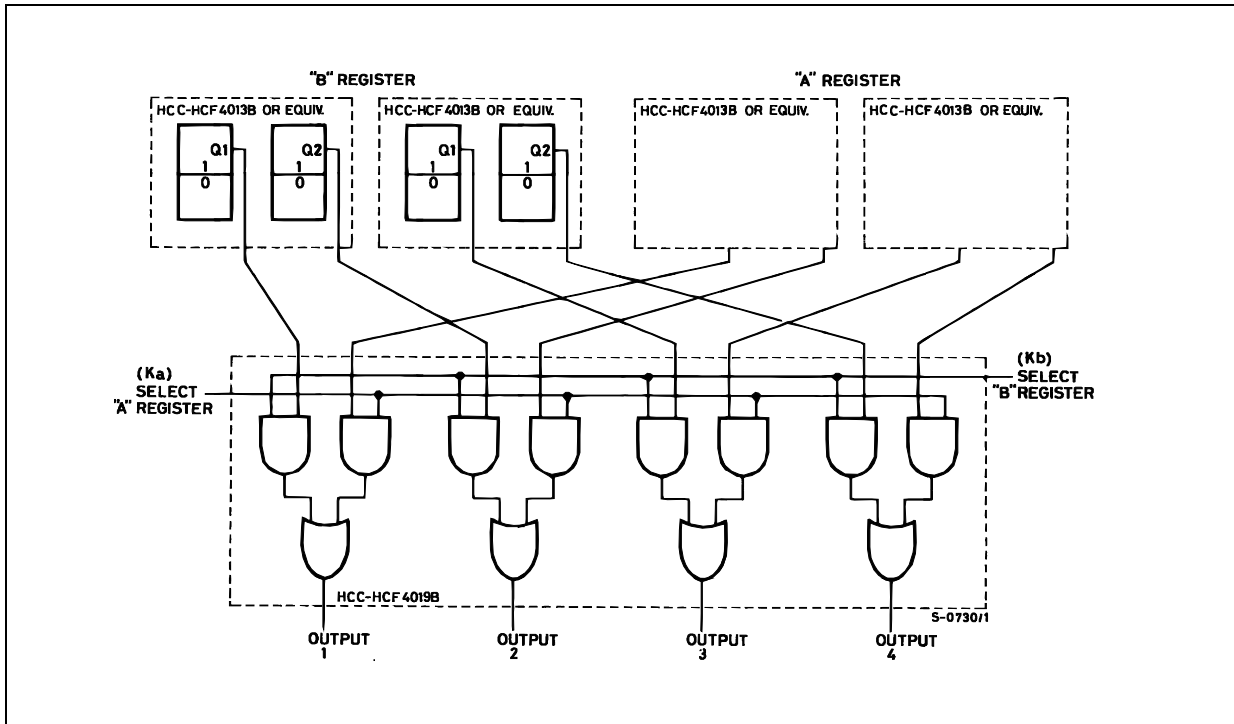 "B" REGISTER
"A" REGISTER
HCC-HCF4013B OR EQUIV.
HCC-HCF4013B OR EQUIV.
HCC-HCF4013B OR EQUIV.
HCC-HCF4013B OR EQUIV.
Q1
1
0
Q2
1
0
Q1
1
0
Q2
1
0
(Ka)
SELECT
"A" REGISTER
(Kb)
SELECT
"B" REGISTER
HCC-HCF4019B
S-0730/1
OUTPUT
1
OUTPUT
2
OUTPUT
3
OUTPUT
4